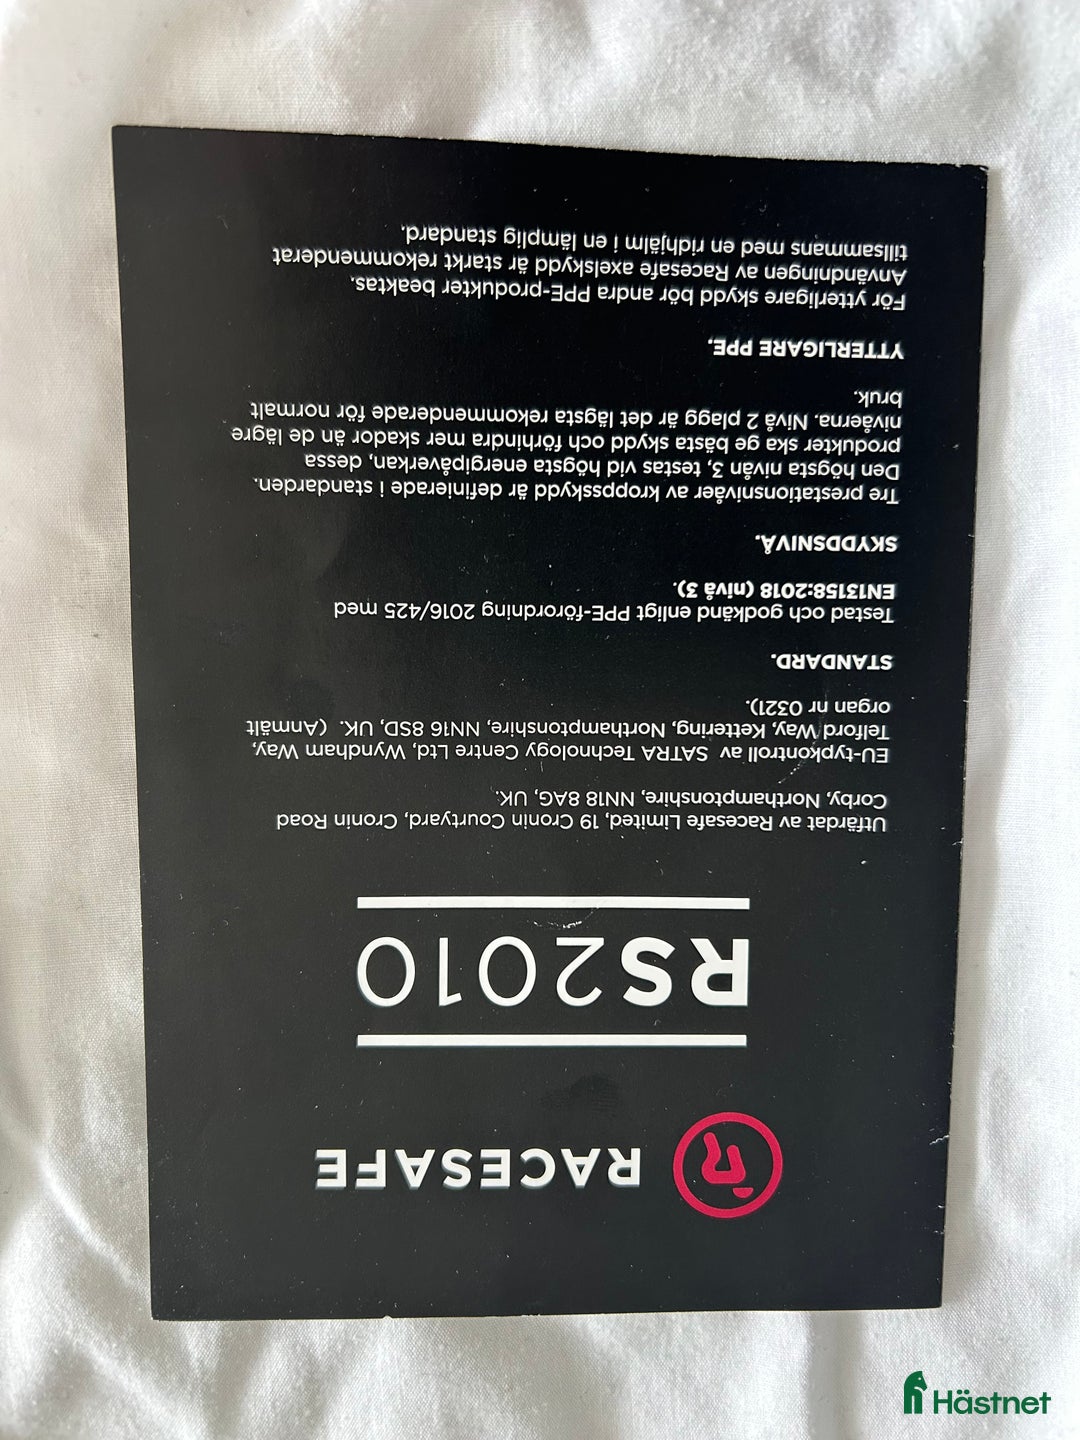 RACESAFE
RS2010
Utfärdat av Racesafe Limited, 19 Cronin Courtyard, Cronin Road
Corby, Northamptonshire, NN18 8AG, UK.
EU-typkontroll av SATRA Technology Centre Ltd, Wyndham Way,
Telford Way, Kettering, Northamptonshire, NN16 8SD, UK. (Anmält
organ nr 0321).
STANDARD.
Testad och godkänd enligt PPE-förordning 2016/425 med
EN13158:2018 (nivå 3).
SKYDDSNIVÅ.
Tre prestationsnivåer av kroppsskydd är definierade i standarden.
Den högsta nivån 3, testas vid högsta energipåverkan, dessa
produkter ska ge bästa skydd och förhindra mer skador än de lägre
nivåerna. Nivå 2 plagg är det lägsta rekommenderade för normalt
bruk.
YTTERLIGARE PPE.
För ytterligare skydd bör andra PPE-produkter beaktas.
Användningen av Racesafe axelskydd är starkt rekommenderat
tillsammans med en ridhjälm i en lämplig standard.
Hästnet